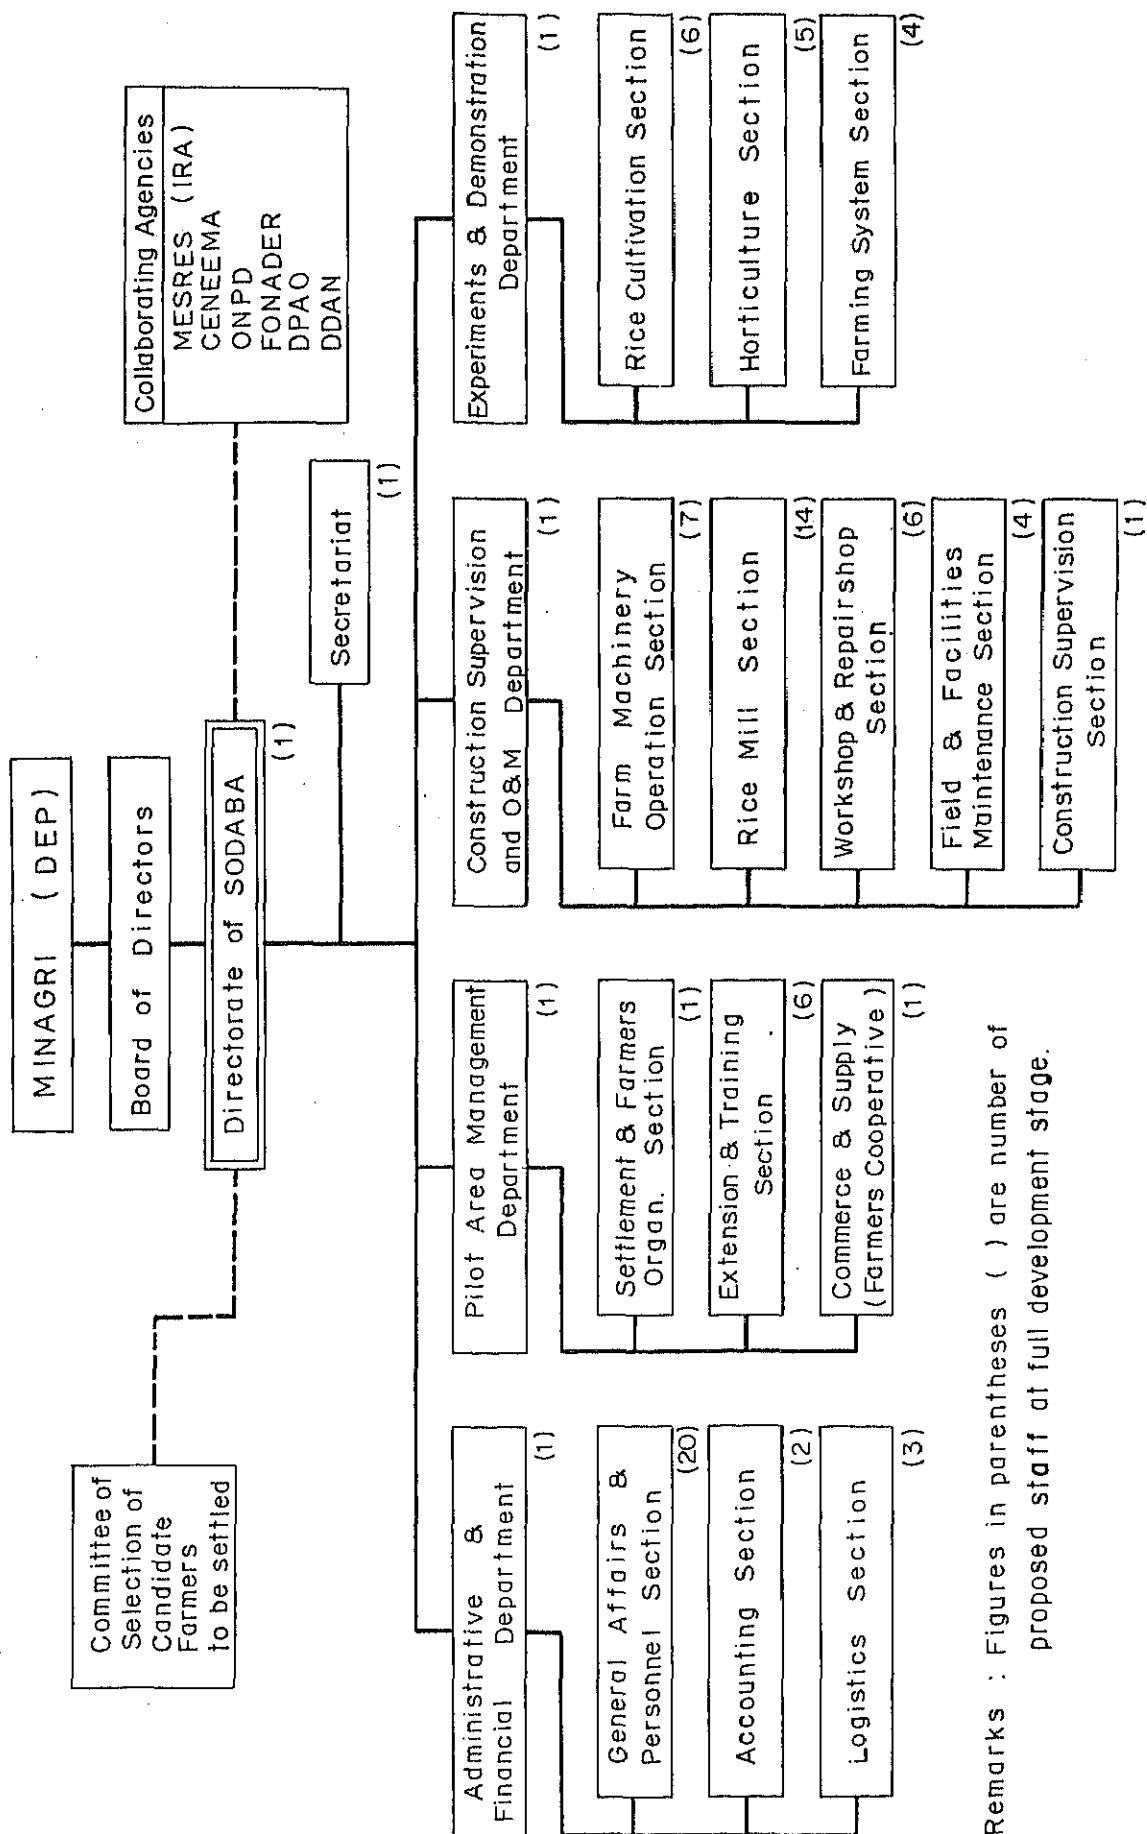 MINAGRI (DEP)
Board of Directors
Directorate of SODABA
(1)
Committee of
Selection of
Candidate
Farmers
to be settled
Collaborating Agencies
MESRES (IRA)
CENEEMA
ONPD
FONADER
DPAO
DDAN
Secretariat
(1)
Administrative &
Financial Department
(1)
General Affairs &
Personnel Section
(20)
Accounting Section
(2)
Logistics Section
(3)
Pilot Area Management
Department
(1)
Settlement & Farmers
Organ. Section
(1)
Extension & Training
Section
(6)
Commerce & Supply
(Farmers Cooperative)
(1)
Construction Supervision
and O&M Department
(1)
Farm Machinery
Operation Section
(7)
Rice Mill Section
(14)
Workshop & Repairshop
Section
(6)
Field & Facilities
Maintenance Section
(4)
Construction Supervision
Section
(1)
Experiments & Demonstration
Department
(1)
Rice Cultivation Section
(6)
Horticulture Section
(5)
Farming System Section
(4)
Remarks : Figures in parentheses ( ) are number of
proposed staff at full development stage.